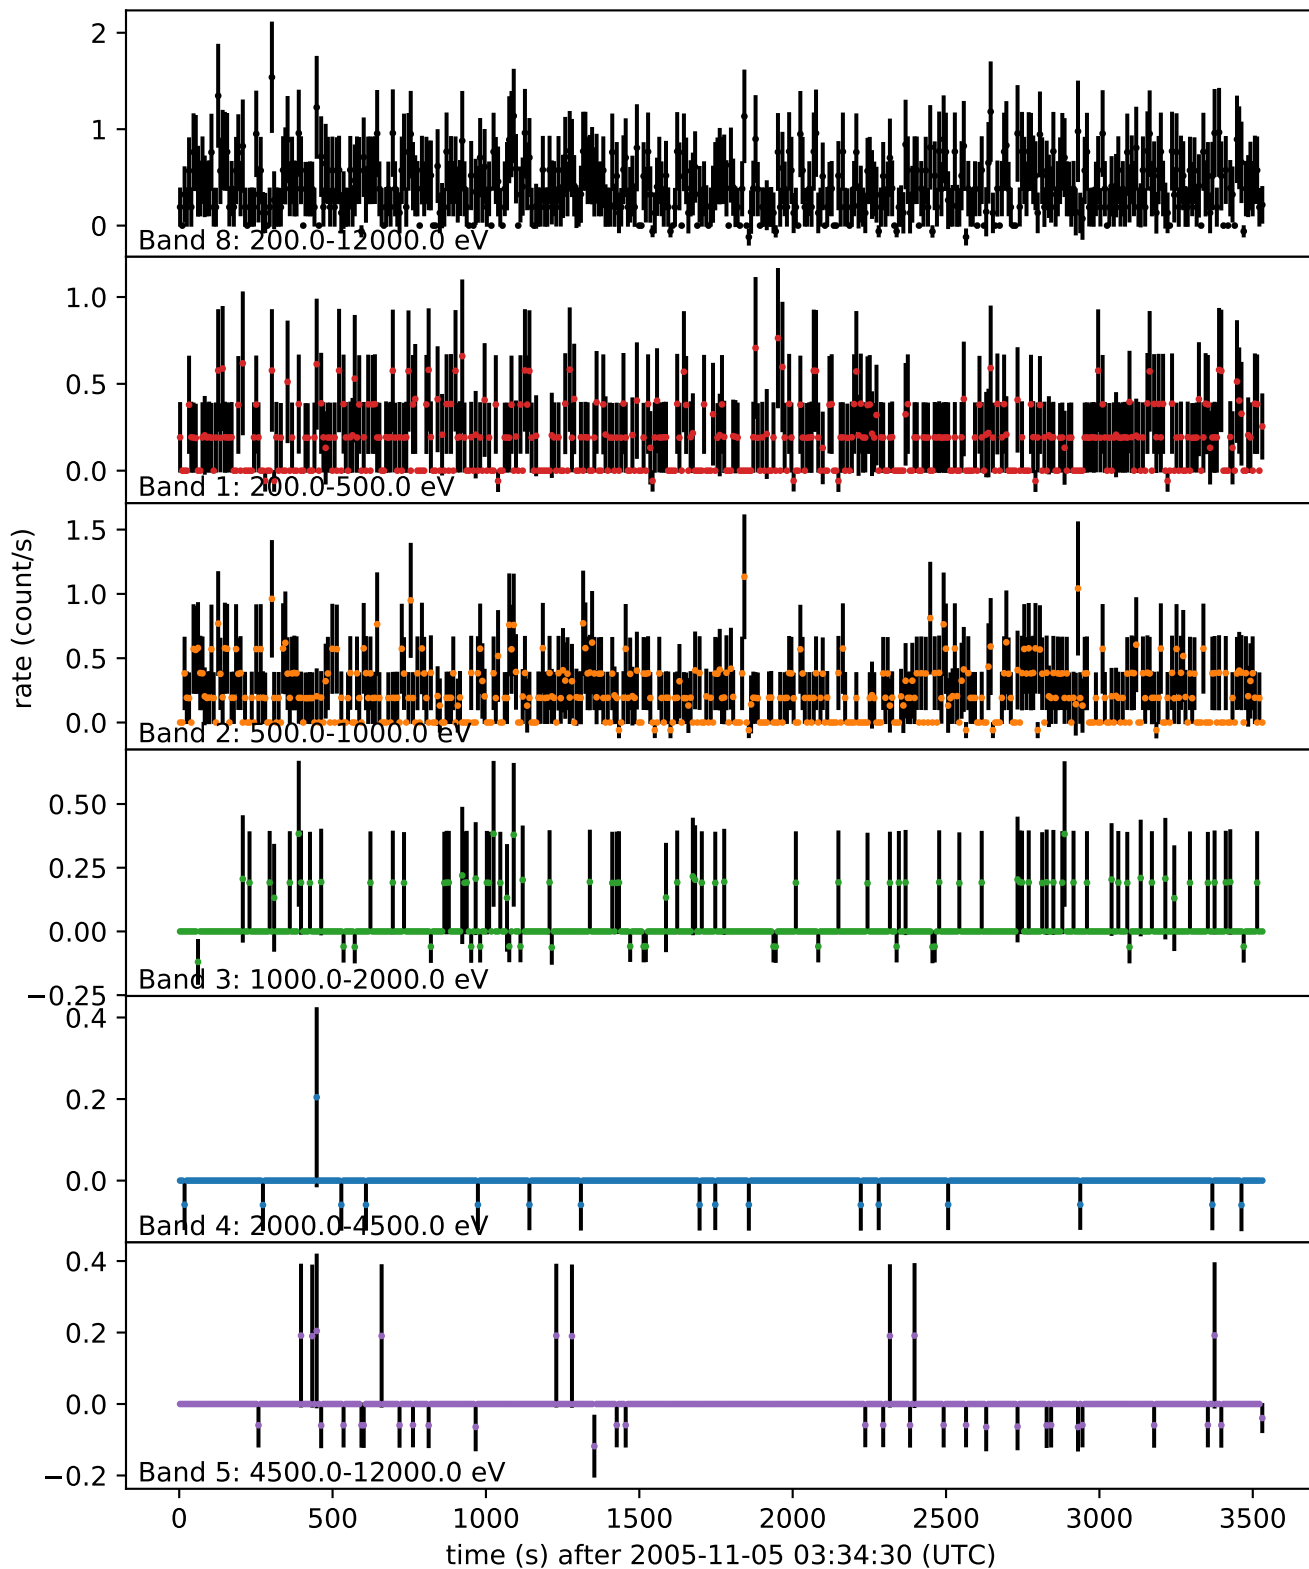 2
1
0
Band 8: 200.0-12000.0 eV
1.0
0.5
0.0
Band 1: 200.0-500.0 eV
rate (count/s)
1.5
1.0
0.5
0.0
Band 2: 500.0-1000.0 eV
0.50
0.25
0.00
−0.25
Band 3: 1000.0-2000.0 eV
0.4
0.2
0.0
Band 4: 2000.0-4500.0 eV
0.4
0.2
0.0
−0.2
Band 5: 4500.0-12000.0 eV
0 500 1000 1500 2000 2500 3000 3500
time (s) after 2005-11-05 03:34:30 (UTC)